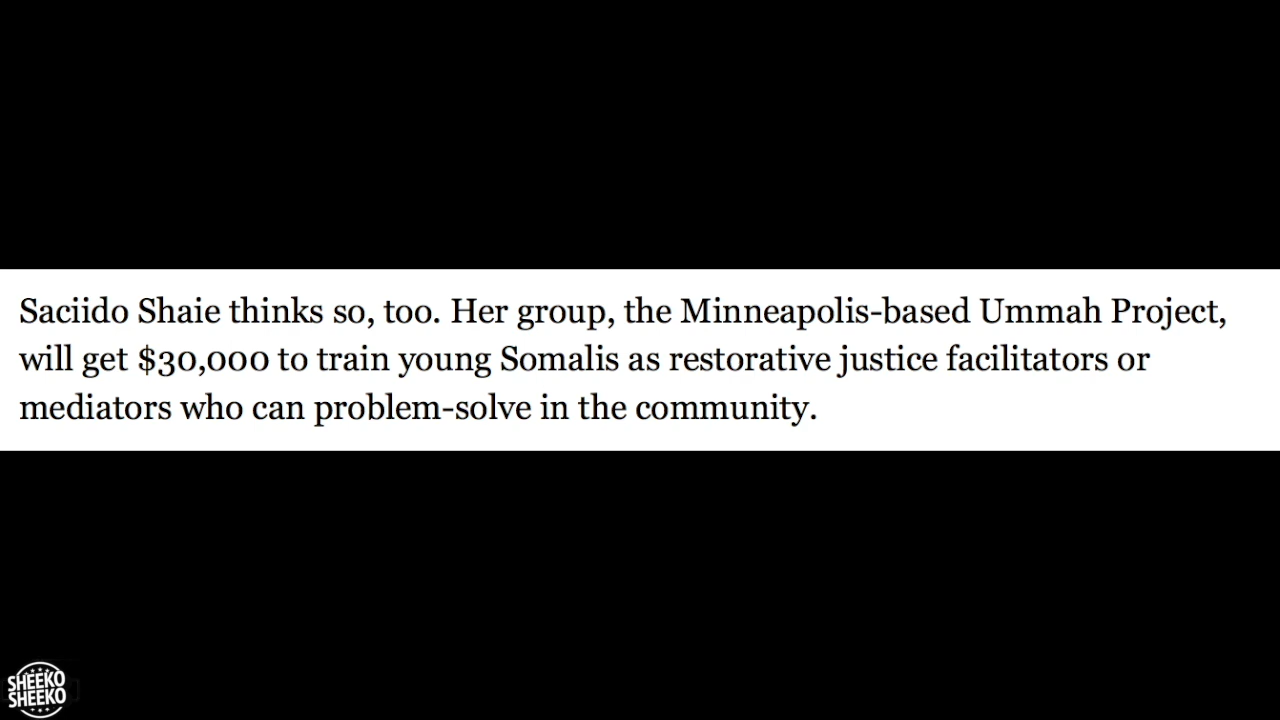 Saciido Shaie thinks so, too. Her group, the Minneapolis-based Ummah Project,
will get $30,000 to train young Somalis as restorative justice facilitators or
mediators who can problem-solve in the community.
SHEEKO
SHEEKO